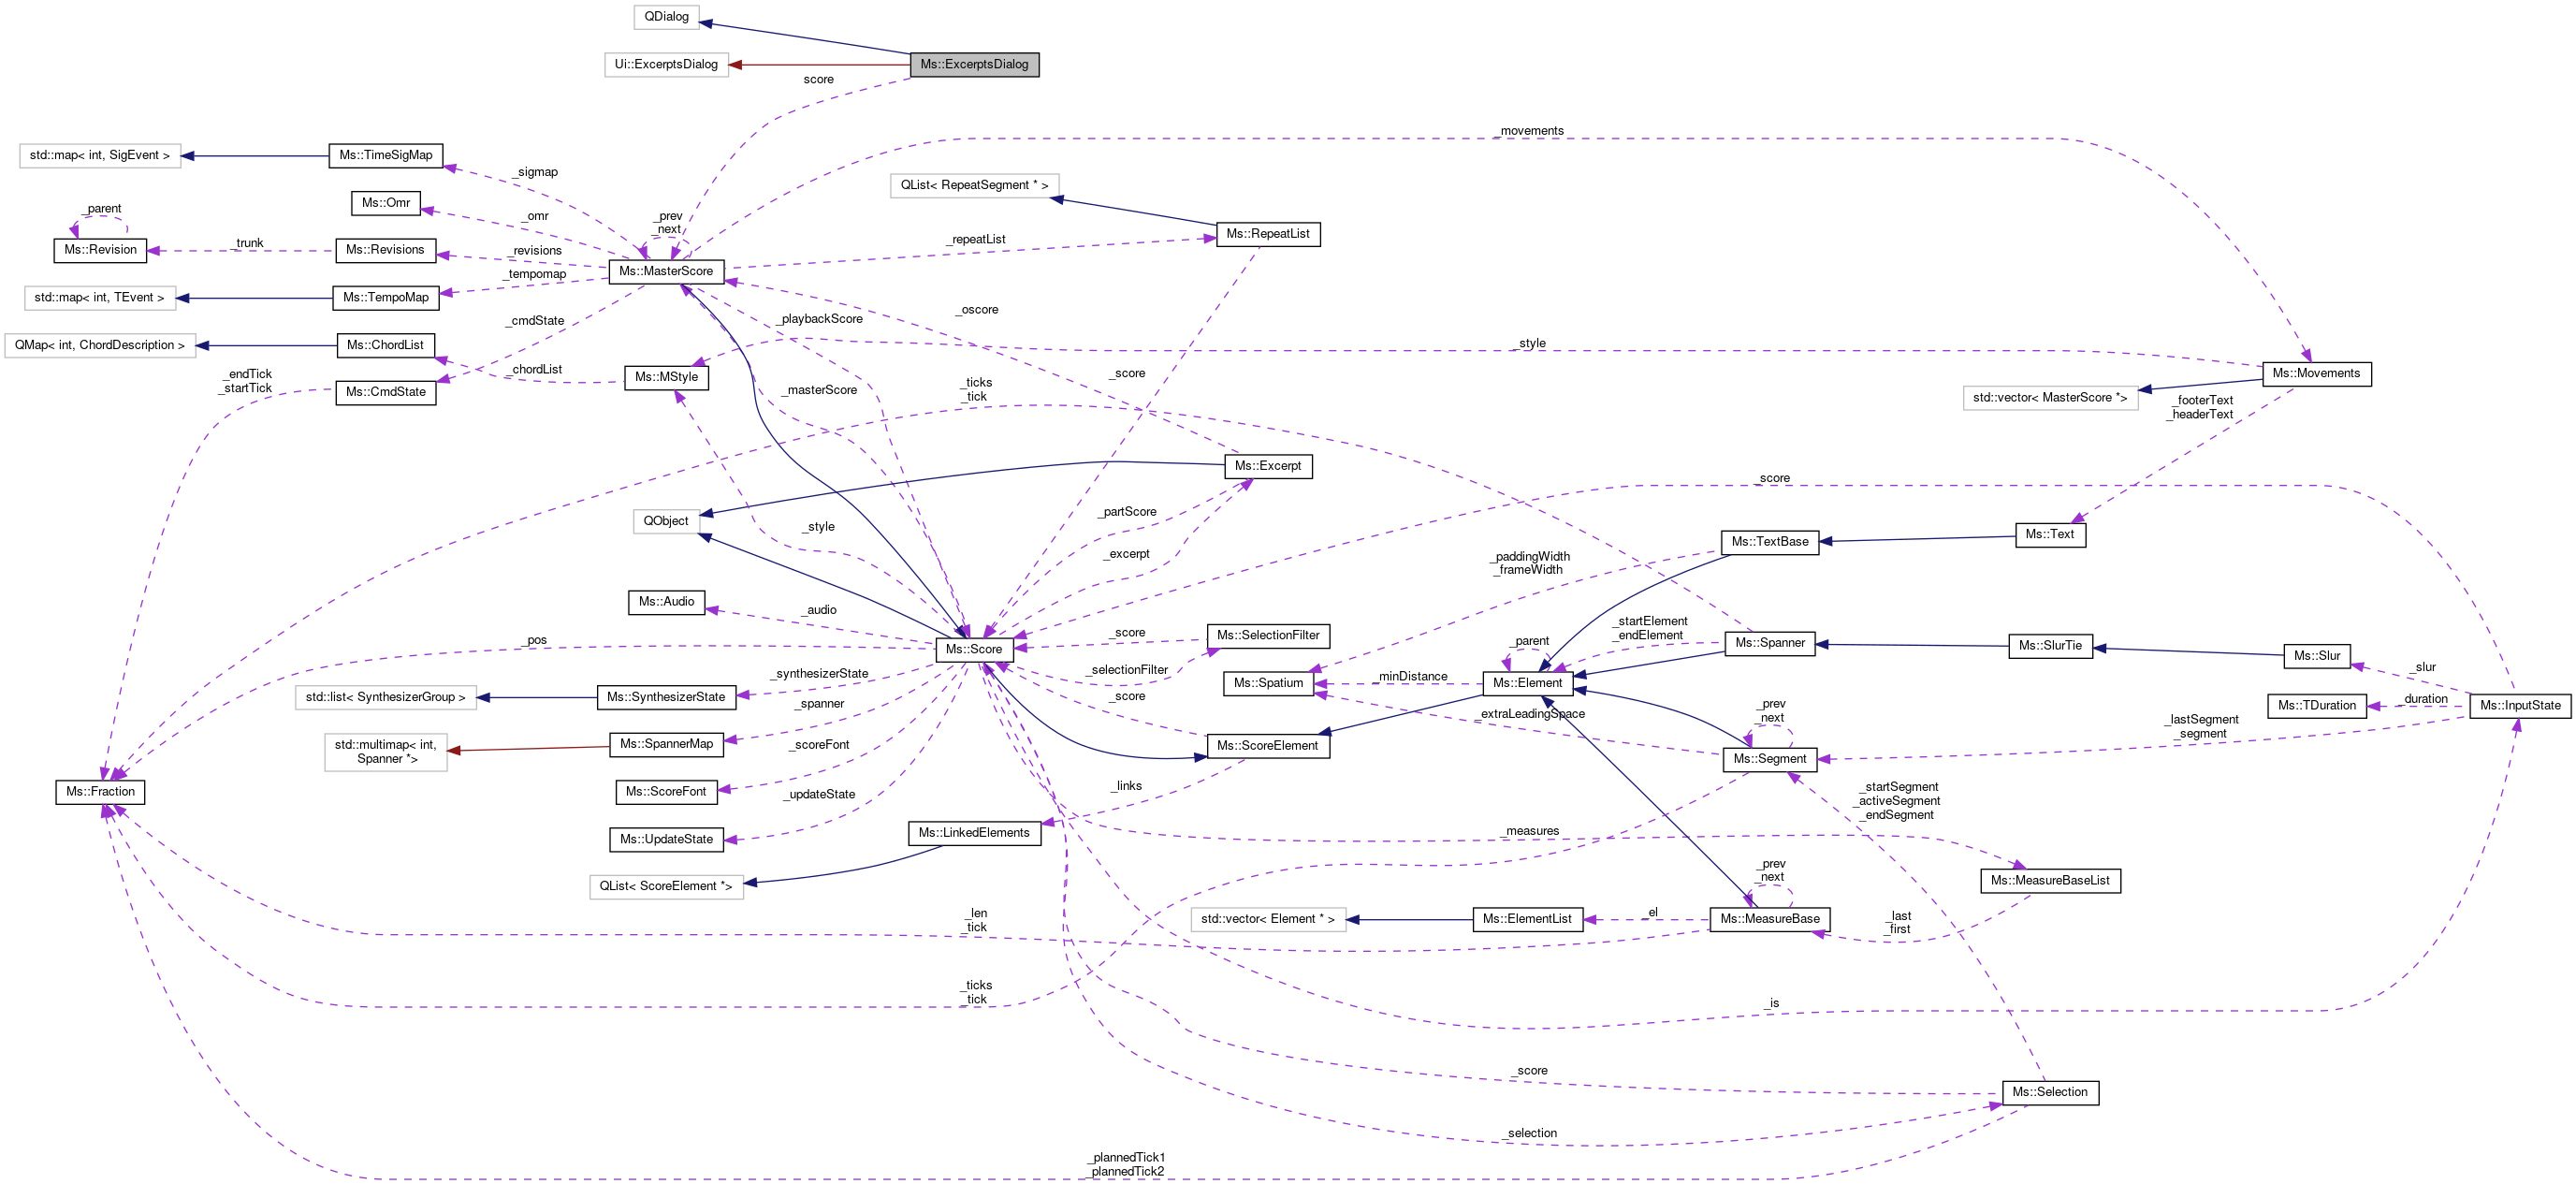 QDialog
Ui::ExcerptsDialog
Ms::ExcerptsDialog
score
_movements
std::map< int, SigEvent >
Ms::TimeSigMap
_sigmap
QList< RepeatSegment * >
Ms::Omr
_omr
_parent
Ms::Revision
_trunk
Ms::Revisions
_revisions
_prev
_next
Ms::RepeatList
_repeatList
Ms::MasterScore
_tempomap
std::map< int, TEvent >
Ms::TempoMap
_cmdState
_playbackScore
_oscore
QMap< int, ChordDescription >
Ms::ChordList
_style
_chordList
Ms::MStyle
_endTick
_startTick
Ms::CmdState
_masterScore
_ticks
_tick
_score
Ms::Movements
std::vector< MasterScore *>
_footerText
_headerText
Ms::Excerpt
_score
QObject
_style
_partScore
_excerpt
Ms::TextBase
Ms::Text
_paddingWidth
_frameWidth
Ms::Audio
_audio
_pos
Ms::Score
_score
Ms::SelectionFilter
_selectionFilter
_parent
_startElement
_endElement
Ms::Spanner
Ms::SlurTie
Ms::Slur
_slur
std::list< SynthesizerGroup >
Ms::SynthesizerState
_synthesizerState
_spanner
_score
Ms::Spatium
_minDistance
Ms::Element
_extraLeadingSpace
_prev
_next
Ms::TDuration
_duration
Ms::InputState
_lastSegment
_segment
std::multimap< int,
Spanner *>
Ms::SpannerMap
_scoreFont
Ms::ScoreElement
Ms::Segment
Ms::Fraction
Ms::ScoreFont
_updateState
_links
_startSegment
_activeSegment
_endSegment
Ms::UpdateState
Ms::LinkedElements
_measures
QList< ScoreElement *>
_prev
_next
Ms::MeasureBaseList
_len
_tick
std::vector< Element * >
Ms::ElementList
_el
Ms::MeasureBase
_last
_first
_ticks
_tick
_is
_score
Ms::Selection
_selection
_plannedTick1
_plannedTick2